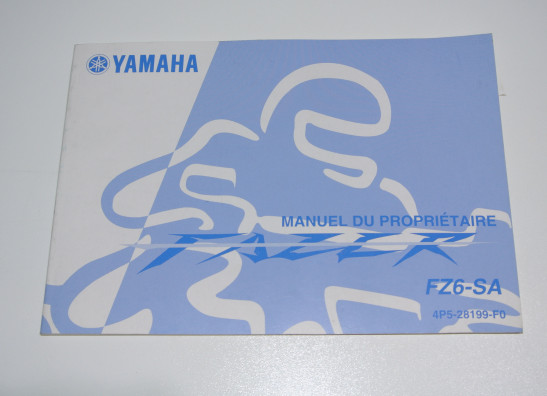 YAMAHA
MANUEL DU PROPRIÉTAIRE
FAZER
FZ6-SA
4P5-28199-F0